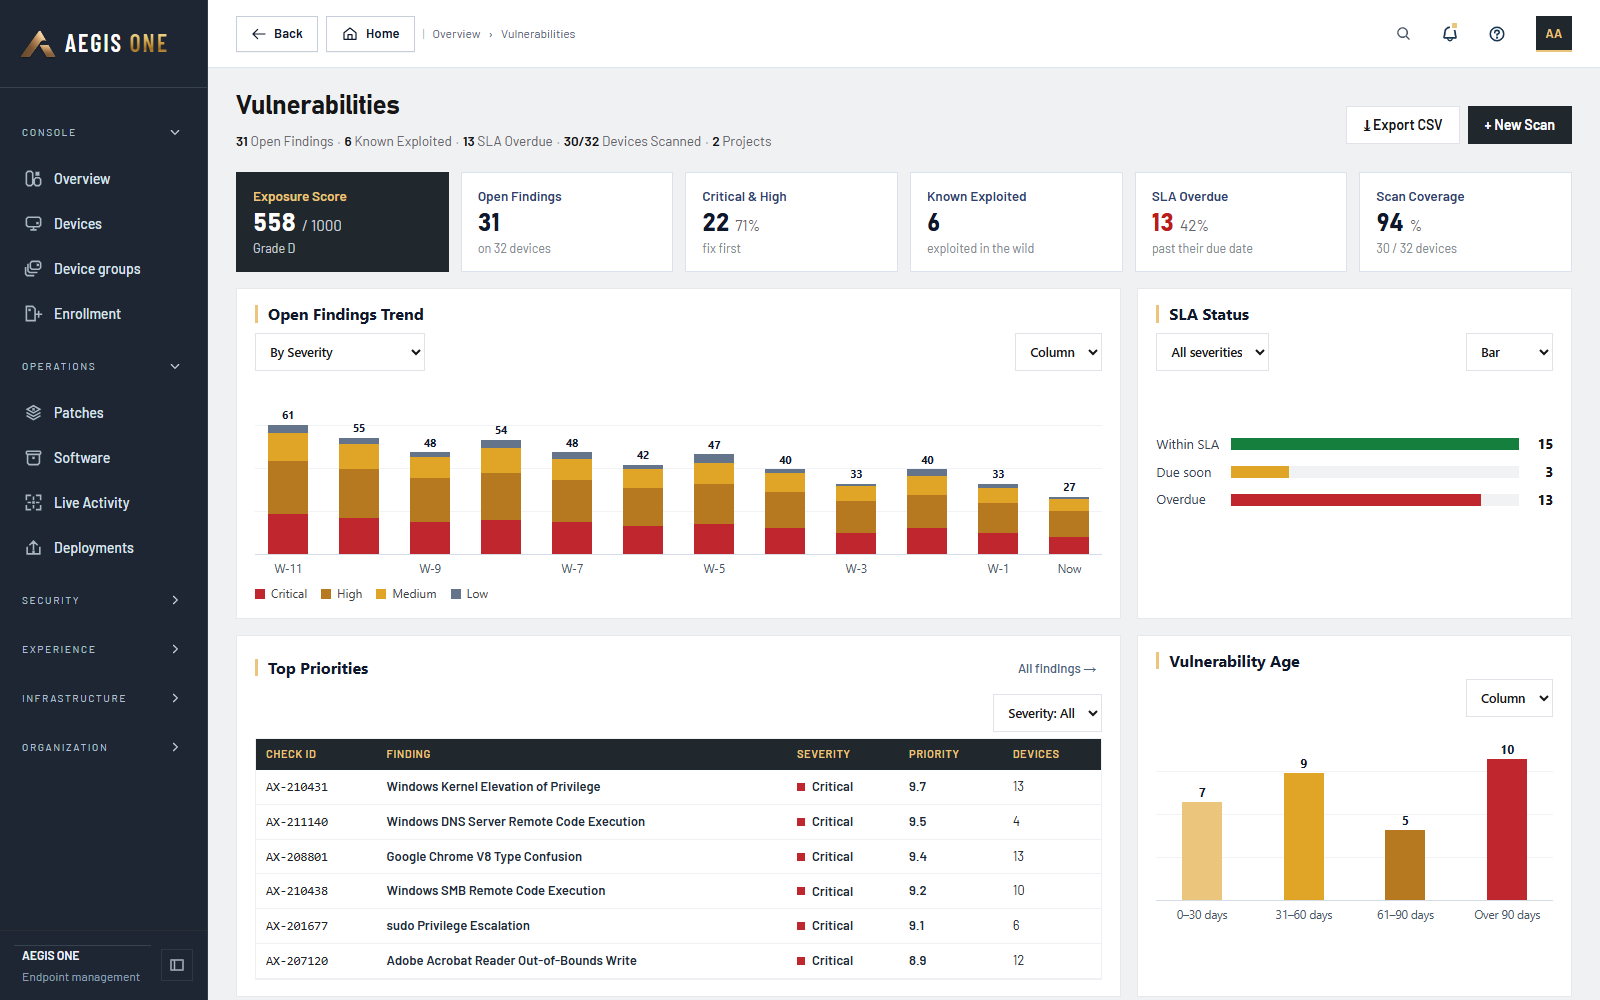 AEGIS ONE
CONSOLE
Overview
Devices
Device groups
Enrollment
OPERATIONS
Patches
Software
Live Activity
Deployments
SECURITY
EXPERIENCE
INFRASTRUCTURE
ORGANIZATION
AEGIS ONE
Endpoint management
← Back
Home
Overview › Vulnerabilities
AA
Vulnerabilities
31 Open Findings · 6 Known Exploited · 13 SLA Overdue · 30/32 Devices Scanned · 2 Projects
Export CSV
+ New Scan
Exposure Score
558 / 1000
Grade D
Open Findings
31
on 32 devices
Critical & High
22 71%
fix first
Known Exploited
6
exploited in the wild
SLA Overdue
13 42%
past their due date
Scan Coverage
94 %
30 / 32 devices
Open Findings Trend
By Severity
Column
61 55 48 54 48 42 47 40 33 40 33 27
W-11 W-9 W-7 W-5 W-3 W-1 Now
Critical High Medium Low
SLA Status
All severities
Bar
Within SLA 15
Due soon 3
Overdue 13
Top Priorities
All findings →
Severity: All
CHECK ID FINDING SEVERITY PRIORITY DEVICES
AX-210431 Windows Kernel Elevation of Privilege Critical 9.7 13
AX-211140 Windows DNS Server Remote Code Execution Critical 9.5 4
AX-208801 Google Chrome V8 Type Confusion Critical 9.4 13
AX-210438 Windows SMB Remote Code Execution Critical 9.2 10
AX-201677 sudo Privilege Escalation Critical 9.1 6
AX-207120 Adobe Acrobat Reader Out-of-Bounds Write Critical 8.9 12
Vulnerability Age
Column
7 9 5 10
0–30 days 31–60 days 61–90 days Over 90 days